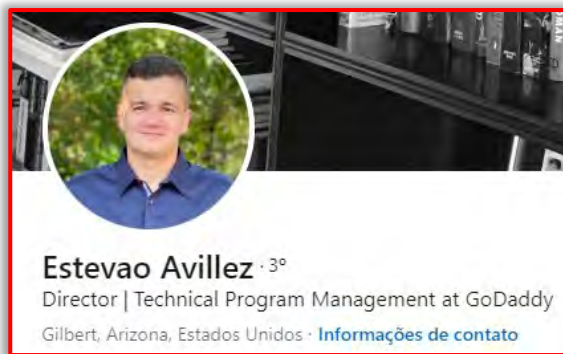 Estevao Avillez · 3º
Director | Technical Program Management at GoDaddy
Gilbert, Arizona, Estados Unidos · Informações de contato